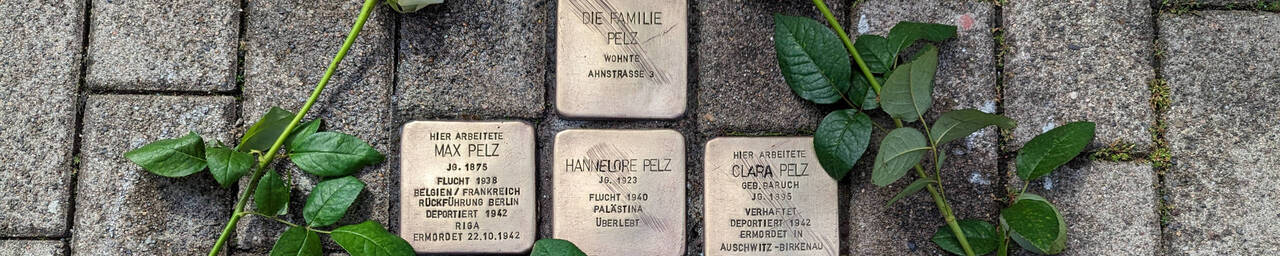 DIE FAMILIE
PELZ
WOHNTE
AHNSTRASSE 3
HIER ARBEITETE
MAX PELZ
JG. 1875
FLUCHT 1938
BELGIEN / FRANKREICH
RÜCKFÜHRUNG BERLIN
DEPORTIERT 1942
RIGA
ERMORDET 22.10.1942
HANNELORE PELZ
JG. 1923
FLUCHT 1940
PALÄSTINA
ÜBERLEBT
HIER ARBEITETE
CLARA PELZ
GEB. BARUCH
JG. 1895
VERHAFTET
DEPORTIERT 1942
ERMORDET IN
AUSCHWITZ-BIRKENAU